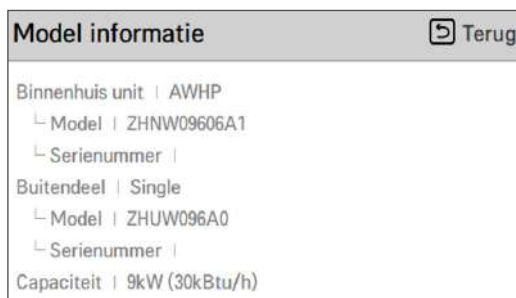 Model informatie Terug
Binnenhuis unit | AWHP
└ Model | ZHNW09606A1
└ Serienummer |
Buitendeel | Single
└ Model | ZHUW096A0
└ Serienummer |
Capaciteit | 9kW (30kBtu/h)